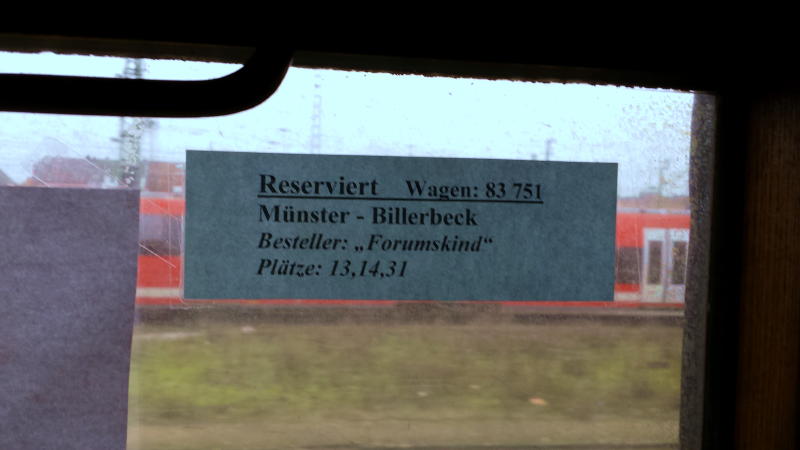 Reserviert Wagen: 83 751
Münster - Billerbeck
Besteller: „Forumskind“
Plätze: 13,14,31